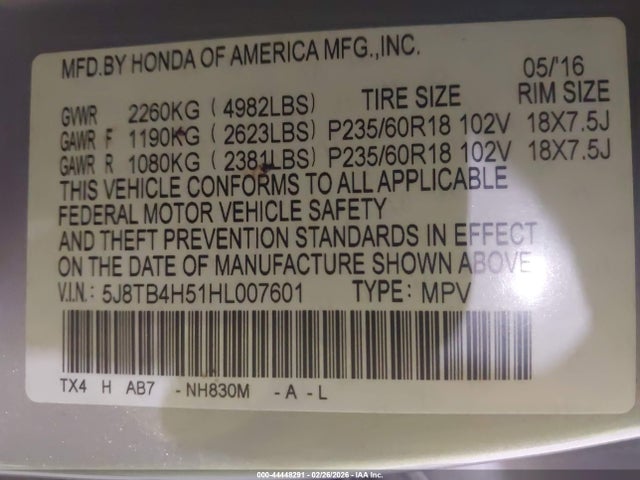 MFD.BY HONDA OF AMERICA MFG.,INC.
05/'16
GVWR 2260KG ( 4982LBS) TIRE SIZE RIM SIZE
GAWR F 1190KG ( 2623LBS) P235/60R18 102V 18X7.5J
GAWR R 1080KG ( 2381LBS) P235/60R18 102V 18X7.5J
THIS VEHICLE CONFORMS TO ALL APPLICABLE
FEDERAL MOTOR VEHICLE SAFETY
AND THEFT PREVENTION STANDARDS IN EFFECT
ON THE DATE OF MANUFACTURE SHOWN ABOVE
V.I.N.: 5J8TB4H51HL007601 TYPE: MPV
TX4 H AB7 - NH830M - A - L
000-44448291 - 02/26/2026 - IAA Inc.